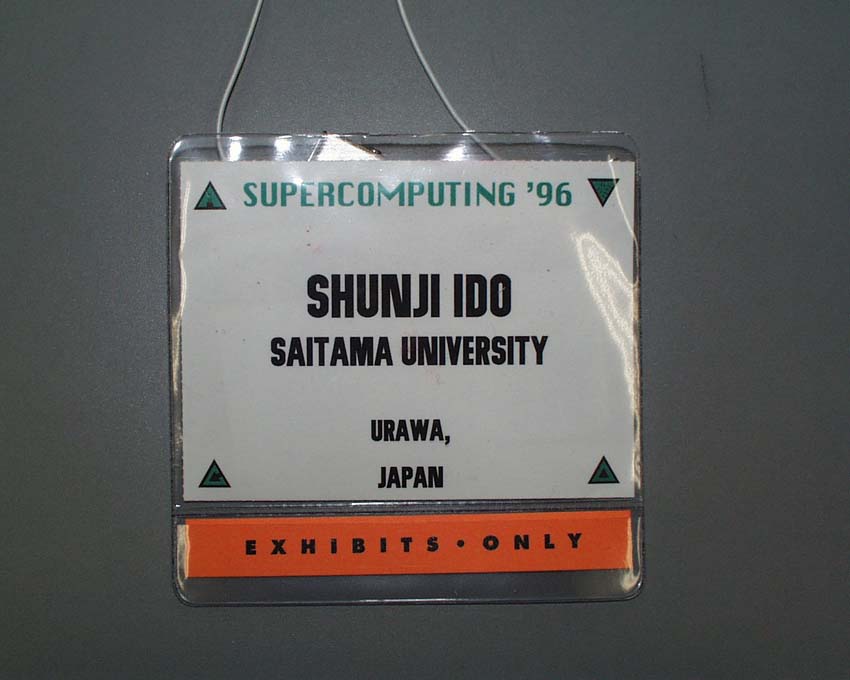 SUPERCOMPUTING '96
SHUNJI IDO
SAITAMA UNIVERSITY
URAWA,
JAPAN
EXHiBITS • ONLY